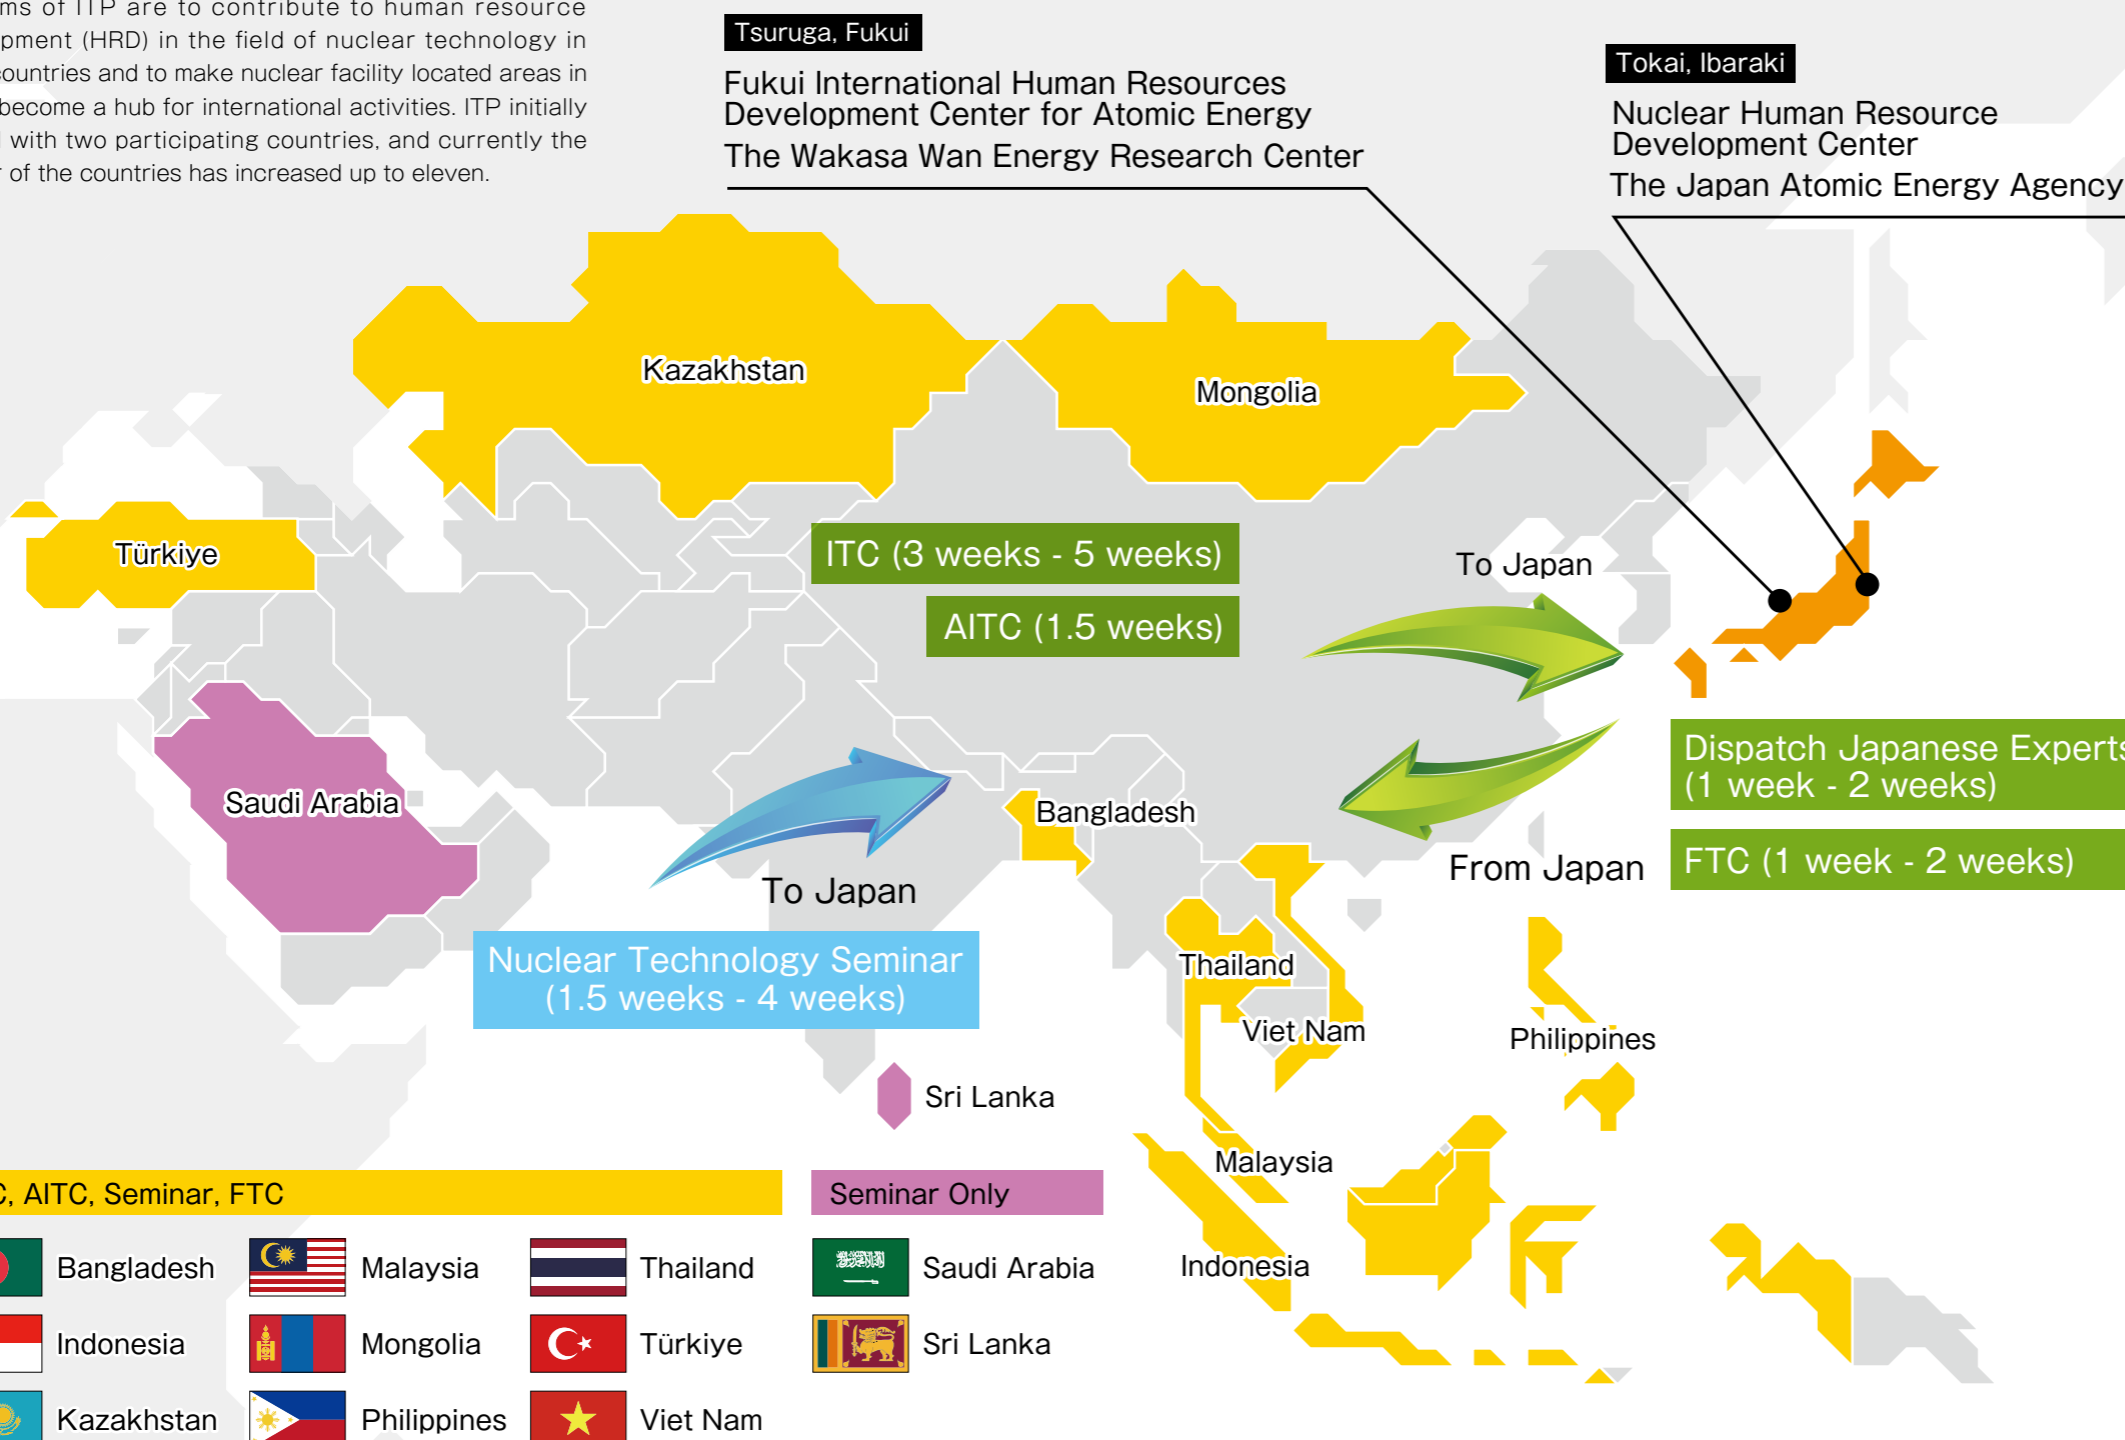 ms of ITP are to contribute to human resource
pment (HRD) in the field of nuclear technology in
countries and to make nuclear facility located areas in
become a hub for international activities. ITP initially
with two participating countries, and currently the
of the countries has increased up to eleven.
Tsuruga, Fukui
Fukui International Human Resources
Development Center for Atomic Energy
The Wakasa Wan Energy Research Center
Tokai, Ibaraki
Nuclear Human Resource
Development Center
The Japan Atomic Energy Agency
Kazakhstan
Mongolia
Türkiye
ITC (3 weeks - 5 weeks)
AITC (1.5 weeks)
To Japan
Saudi Arabia
Bangladesh
Dispatch Japanese Experts
(1 week - 2 weeks)
From Japan
FTC (1 week - 2 weeks)
To Japan
Nuclear Technology Seminar
(1.5 weeks - 4 weeks)
Thailand
Viet Nam
Philippines
Sri Lanka
Malaysia
Indonesia
C, AITC, Seminar, FTC
Seminar Only
Bangladesh
Malaysia
Thailand
Saudi Arabia
Indonesia
Mongolia
Türkiye
Sri Lanka
Kazakhstan
Philippines
Viet Nam